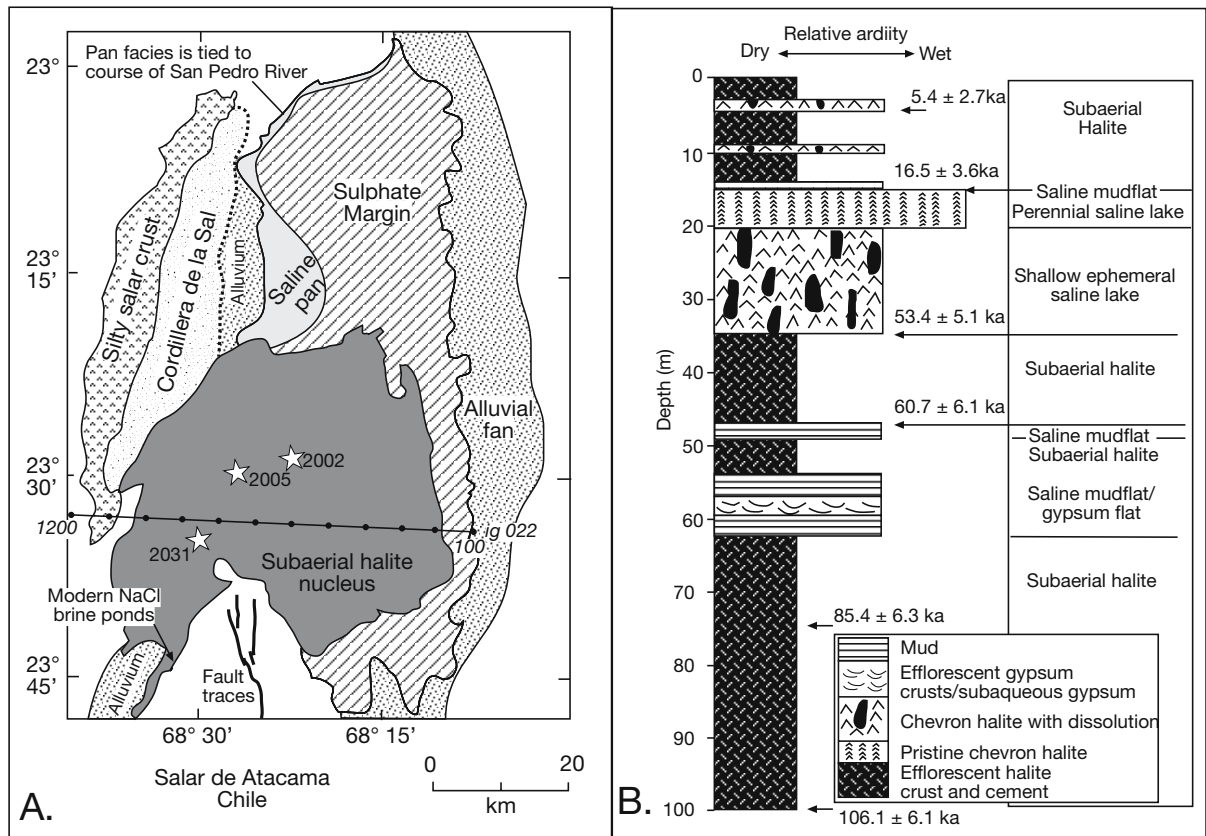 Pan facies is tied to
course of San Pedro River
23°
23°
15’
23°
30’
23°
45’
Silty salar crust
Cordillera de la Sal
Alluvium
Saline
pan
Sulphate
Margin
Alluvial
fan
2002
2005
1200
100
ig 022
2031
Subaerial halite
nucleus
Modern NaCl
brine ponds
Alluvium
Fault
traces
68° 30’
68° 15’
Salar de Atacama
Chile
0
20
km
A.
Relative ardiity
Dry
Wet
Depth (m)
0
10
20
30
40
50
60
70
80
90
100
5.4 ± 2.7ka
16.5 ± 3.6ka
53.4 ± 5.1 ka
60.7 ± 6.1 ka
85.4 ± 6.3 ka
106.1 ± 6.1 ka
Subaerial
Halite
Saline mudflat
Perennial saline lake
Shallow ephemeral
saline lake
Subaerial halite
Saline mudflat
Subaerial halite
Saline mudflat/
gypsum flat
Subaerial halite
Mud
Efflorescent gypsum
crusts/subaqueous gypsum
Chevron halite with dissolution
Pristine chevron halite
Efflorescent halite
crust and cement
B.